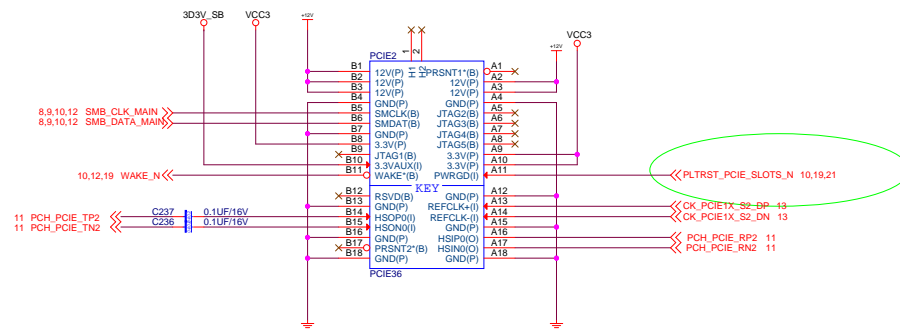 3D3V_SB VCC3 +12V
1 2
+12V VCC3
PCIE2
H1 H2
B1 12V(P) PRSNT1*(B) A1
B2 12V(P) 12V(P) A2
B3 12V(P) 12V(P) A3
B4 GND(P) GND(P) A4
8,9,10,12 SMB_CLK_MAIN B5 SMCLK(B) JTAG2(B) A5
8,9,10,12 SMB_DATA_MAIN B6 SMDAT(B) JTAG3(B) A6
B7 GND(P) JTAG4(B) A7
B8 3.3V(P) JTAG5(B) A8
B9 JTAG1(B) 3.3V(P) A9
B10 3.3VAUX(I) 3.3V(P) A10
10,12,19 WAKE_N B11 WAKE*(B) PWRGD(I) A11 PLTRST_PCIE_SLOTS_N 10,19,21
KEY
B12 RSVD(B) GND(P) A12
B13 GND(P) REFCLK+(I) A13 CK_PCIE1X_S2_DP 13
11 PCH_PCIE_TP2 C237 0.1UF/16V B14 HSOP0(I) REFCLK-(I) A14 CK_PCIE1X_S2_DN 13
11 PCH_PCIE_TN2 C236 0.1UF/16V B15 HSON0(I) GND(P) A15
B16 GND(P) HSIP0(O) A16 PCH_PCIE_RP2 11
B17 PRSNT2*(B) HSIN0(O) A17 PCH_PCIE_RN2 11
B18 GND(P) GND(P) A18
PCIE36